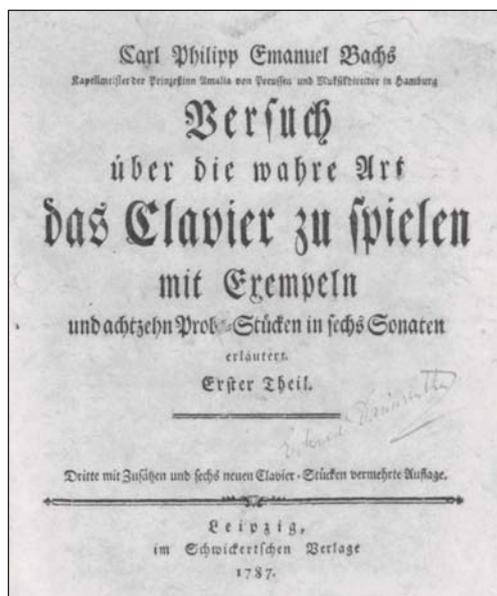 Carl Philipp Emanuel Bachs
Kapellmeister der Prinzeßinn Amalia von Preussen und Musikdirector in Hamburg
Versuch
über die wahre Art
das Clavier zu spielen
mit Exempeln
und achtzehn Prob-Stücken in sechs Sonaten
erläutert.
Erster Theil.
Dritte mit Zusätzen und sechs neuen Clavier-Stücken vermehrte Auflage.
Leipzig,
im Schwickertschen Verlage
1787.